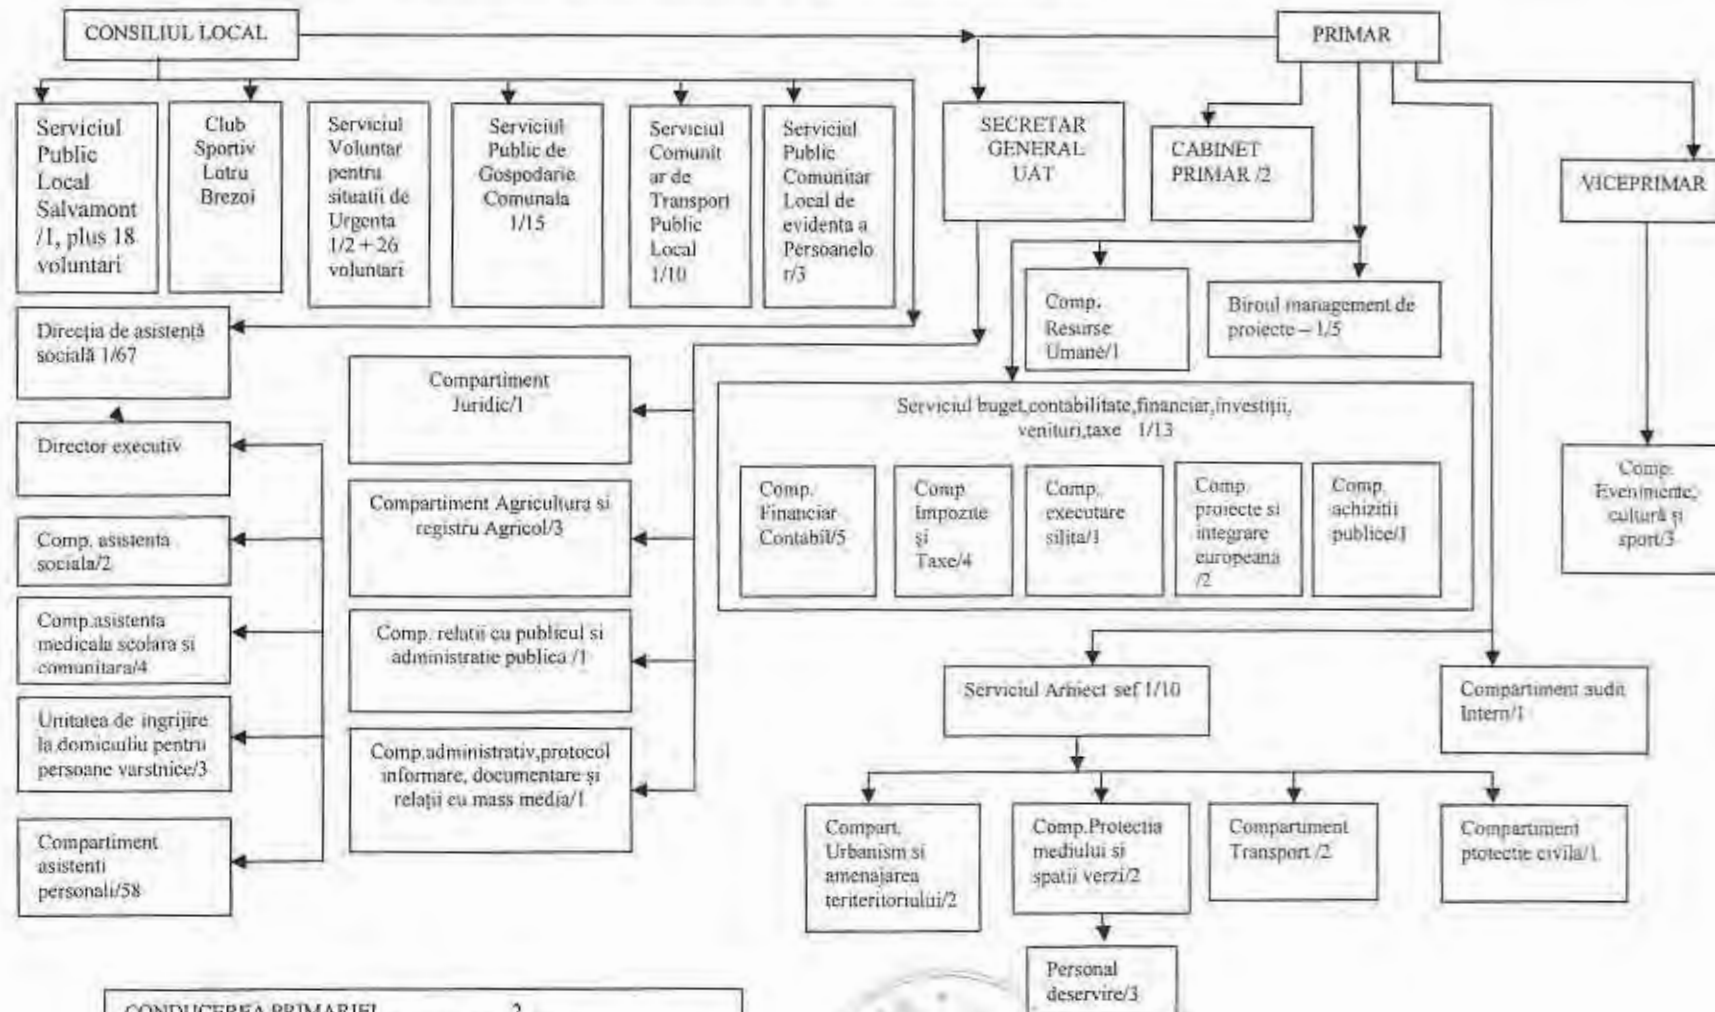 CONSILIUL LOCAL
PRIMAR
Serviciul
Public
Local
Salvamont
/1, plus 18
voluntari
Club
Sportiv
Lotru
Brezoi
Serviciul
Voluntar
pentru
situatii de
Urgenta
1/2 + 26
voluntari
Serviciul
Public de
Gospodarie
Comunala
1/15
Serviciul
Comunit
ar de
Transport
Public
Local
1/10
Serviciul
Public
Comunitar
Local de
evidenta a
Persoanelo
r/3
SECRETAR
GENERAL
UAT
CABINET
PRIMAR /2
VICEPRIMAR
Comp.
Resurse
Umane/1
Biroul management de
proiecte – 1/5
Direcția de asistență
socială 1/67
Director executiv
Comp. asistenta
sociala/2
Comp.asistenta
medicala scolara si
comunitara/4
Unitatea de ingrijire
la domiciuliu pentru
persoane varstnice/3
Compartiment
asistenti
personali/58
Compartiment
Juridic/1
Compartiment Agricultura si
registru Agricol/3
Comp. relatii cu publicul si
administratie publica /1
Comp.administrativ,protocol
informare, documentare și
relații cu mass media/1
Serviciul buget,contabilitate,financiar,investiții,
venituri,taxe 1/13
Comp.
Financiar
Contabil/5
Comp
Impozite
și
Taxe/4
Comp.
executare
silita/1
Comp.
proiecte si
integrare
europeana
/2
Comp.
achizitii
publice/1
Comp.
Evenimente,
cultură și
sport/3
Serviciul Arhiect sef 1/10
Compartiment audit
Intern/1
Compart.
Urbanism si
amenajarea
teriteritoriului/2
Comp.Protectia
mediului si
spatii verzi/2
Compartiment
Transport /2
Compartiment
ptotectie civila/1
Personal
deservire/3
CONDUCEREA PRIMARIEI 2